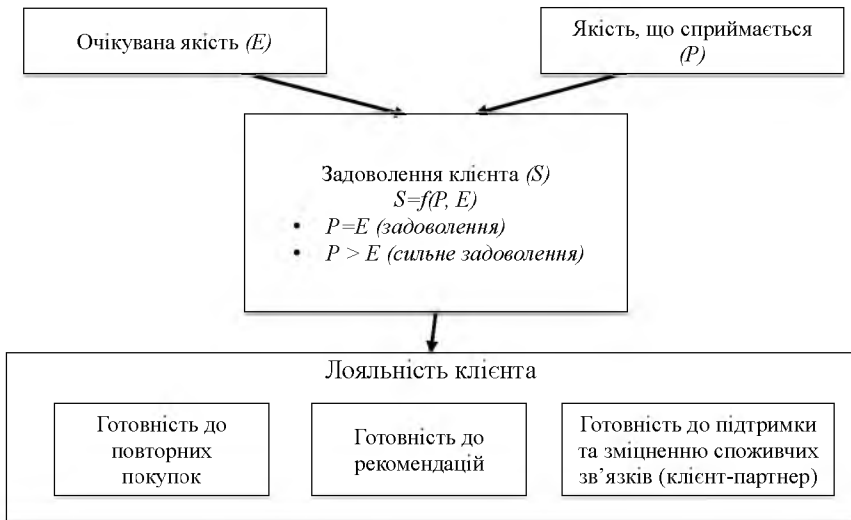 Очікувана якість (E)
Якість, що сприймається
(P)
Задоволення клієнта (S)
S=f(P, E)
• P=E (задоволення)
• P > E (сильне задоволення)
Лояльність клієнта
Готовність до
повторних
покупок
Готовність до
рекомендацій
Готовність до підтримки
та зміцненню споживчих
зв’язків (клієнт-партнер)